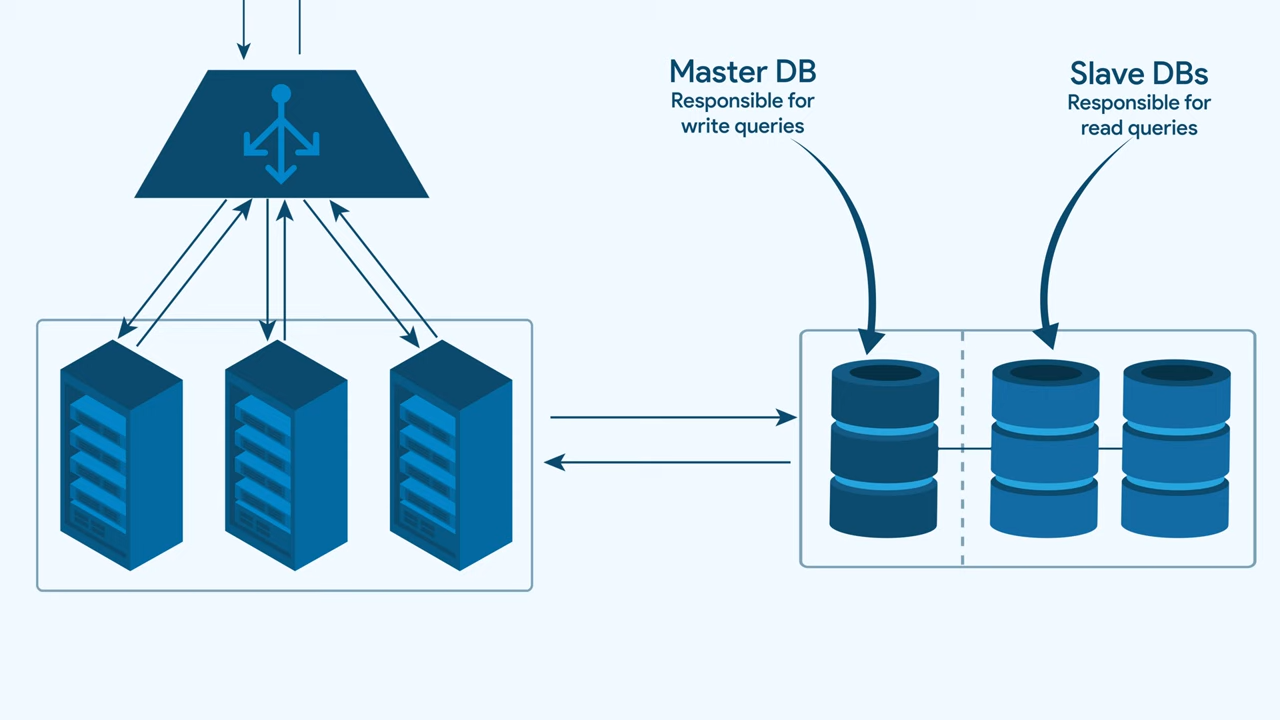 Master DB
Responsible for
write queries
Slave DBs
Responsible for
read queries